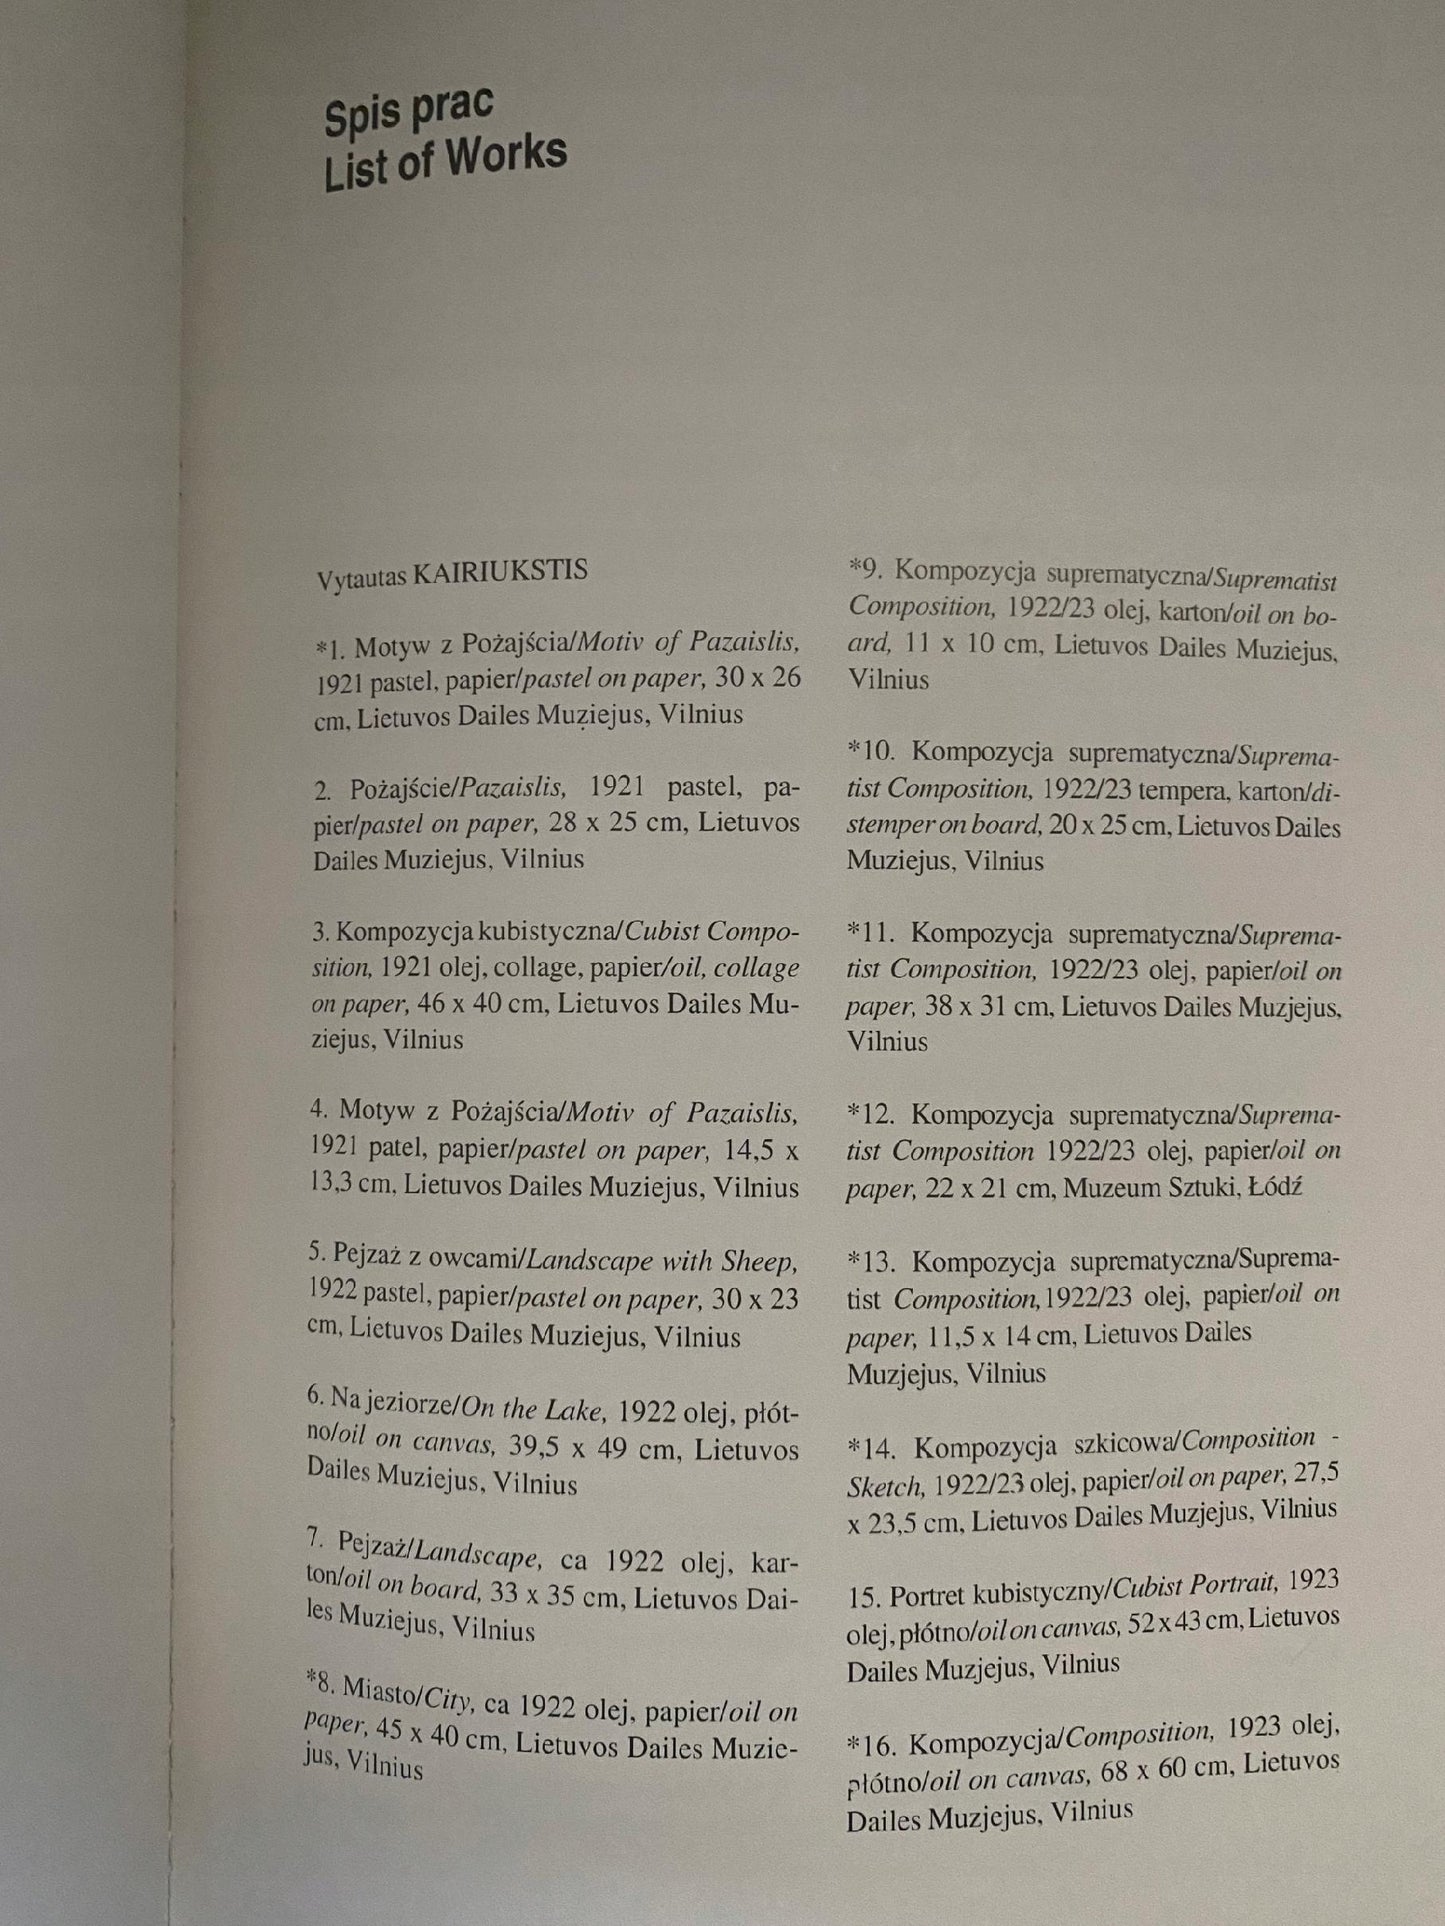 Spis prac
List of Works
Vytautas KAIRIUKSTIS
*1. Motyw z Pożajścia/Motiv of Pazaislis,
1921 pastel, papier/pastel on paper, 30 x 26
cm, Lietuvos Dailes Muziejus, Vilnius
2. Pożajście/Pazaislis, 1921 pastel, pa-
pier/pastel on paper, 28 x 25 cm, Lietuvos
Dailes Muziejus, Vilnius
3. Kompozycja kubistyczna/Cubist Compo-
sition, 1921 olej, collage, papier/oil, collage
on paper, 46 x 40 cm, Lietuvos Dailes Mu-
ziejus, Vilnius
4. Motyw z Pożajścia/Motiv of Pazaislis,
1921 patel, papier/pastel on paper, 14,5 x
13,3 cm, Lietuvos Dailes Muziejus, Vilnius
5. Pejzaż z owcami/Landscape with Sheep,
1922 pastel, papier/pastel on paper, 30 x 23
cm, Lietuvos Dailes Muziejus, Vilnius
6. Na jeziorze/On the Lake, 1922 olej, płót-
no/oil on canvas, 39,5 x 49 cm, Lietuvos
Dailes Muziejus, Vilnius
7. Pejzaż/Landscape, ca 1922 olej, kar-
ton/oil on board, 33 x 35 cm, Lietuvos Dai-
les Muziejus, Vilnius
*8. Miasto/City, ca 1922 olej, papier/oil on
paper, 45 x 40 cm, Lietuvos Dailes Muzie-
jus, Vilnius
*9. Kompozycja suprematyczna/Suprematist
Composition, 1922/23 olej, karton/oil on bo-
ard, 11 x 10 cm, Lietuvos Dailes Muziejus,
Vilnius
*10. Kompozycja suprematyczna/Suprema-
tist Composition, 1922/23 tempera, karton/di-
stemper on board, 20 x 25 cm, Lietuvos Dailes
Muziejus, Vilnius
*11. Kompozycja suprematyczna/Suprema-
tist Composition, 1922/23 olej, papier/oil on
paper, 38 x 31 cm, Lietuvos Dailes Muzjejus,
Vilnius
*12. Kompozycja suprematyczna/Suprema-
tist Composition 1922/23 olej, papier/oil on
paper, 22 x 21 cm, Muzeum Sztuki, Łódź
*13. Kompozycja suprematyczna/Suprema-
tist Composition, 1922/23 olej, papier/oil on
paper, 11,5 x 14 cm, Lietuvos Dailes
Muzjejus, Vilnius
*14. Kompozycja szkicowa/Composition -
Sketch, 1922/23 olej, papier/oil on paper, 27,5
x 23,5 cm, Lietuvos Dailes Muzjejus, Vilnius
15. Portret kubistyczny/Cubist Portrait, 1923
olej, płótno/oil on canvas, 52 x 43 cm, Lietuvos
Dailes Muzjejus, Vilnius
*16. Kompozycja/Composition, 1923 olej,
płótno/oil on canvas, 68 x 60 cm, Lietuvos
Dailes Muzjejus, Vilnius